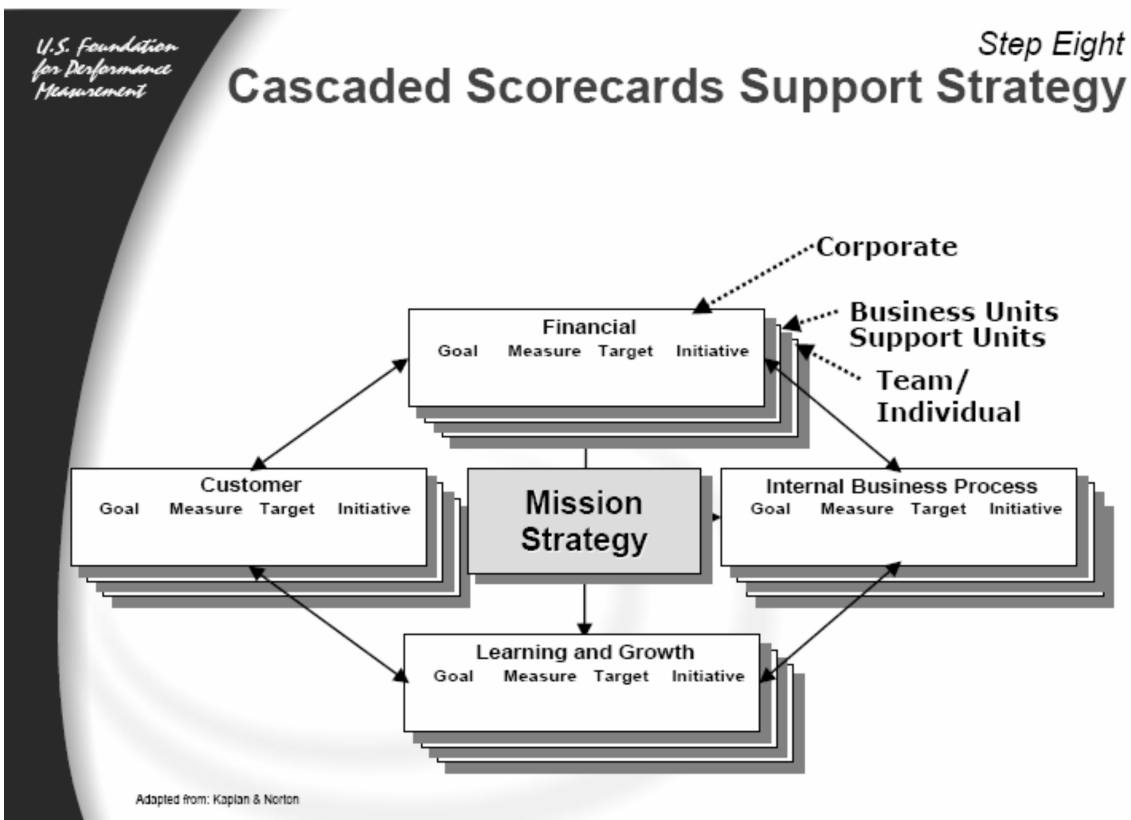 U.S. Foundation
for Performance
Measurement
Step Eight
Cascaded Scorecards Support Strategy
Corporate
Business Units
Support Units
Team/
Individual
Financial
Goal Measure Target Initiative
Customer
Goal Measure Target Initiative
Mission
Strategy
Internal Business Process
Goal Measure Target Initiative
Learning and Growth
Goal Measure Target Initiative
Adapted from: Kaplan & Norton